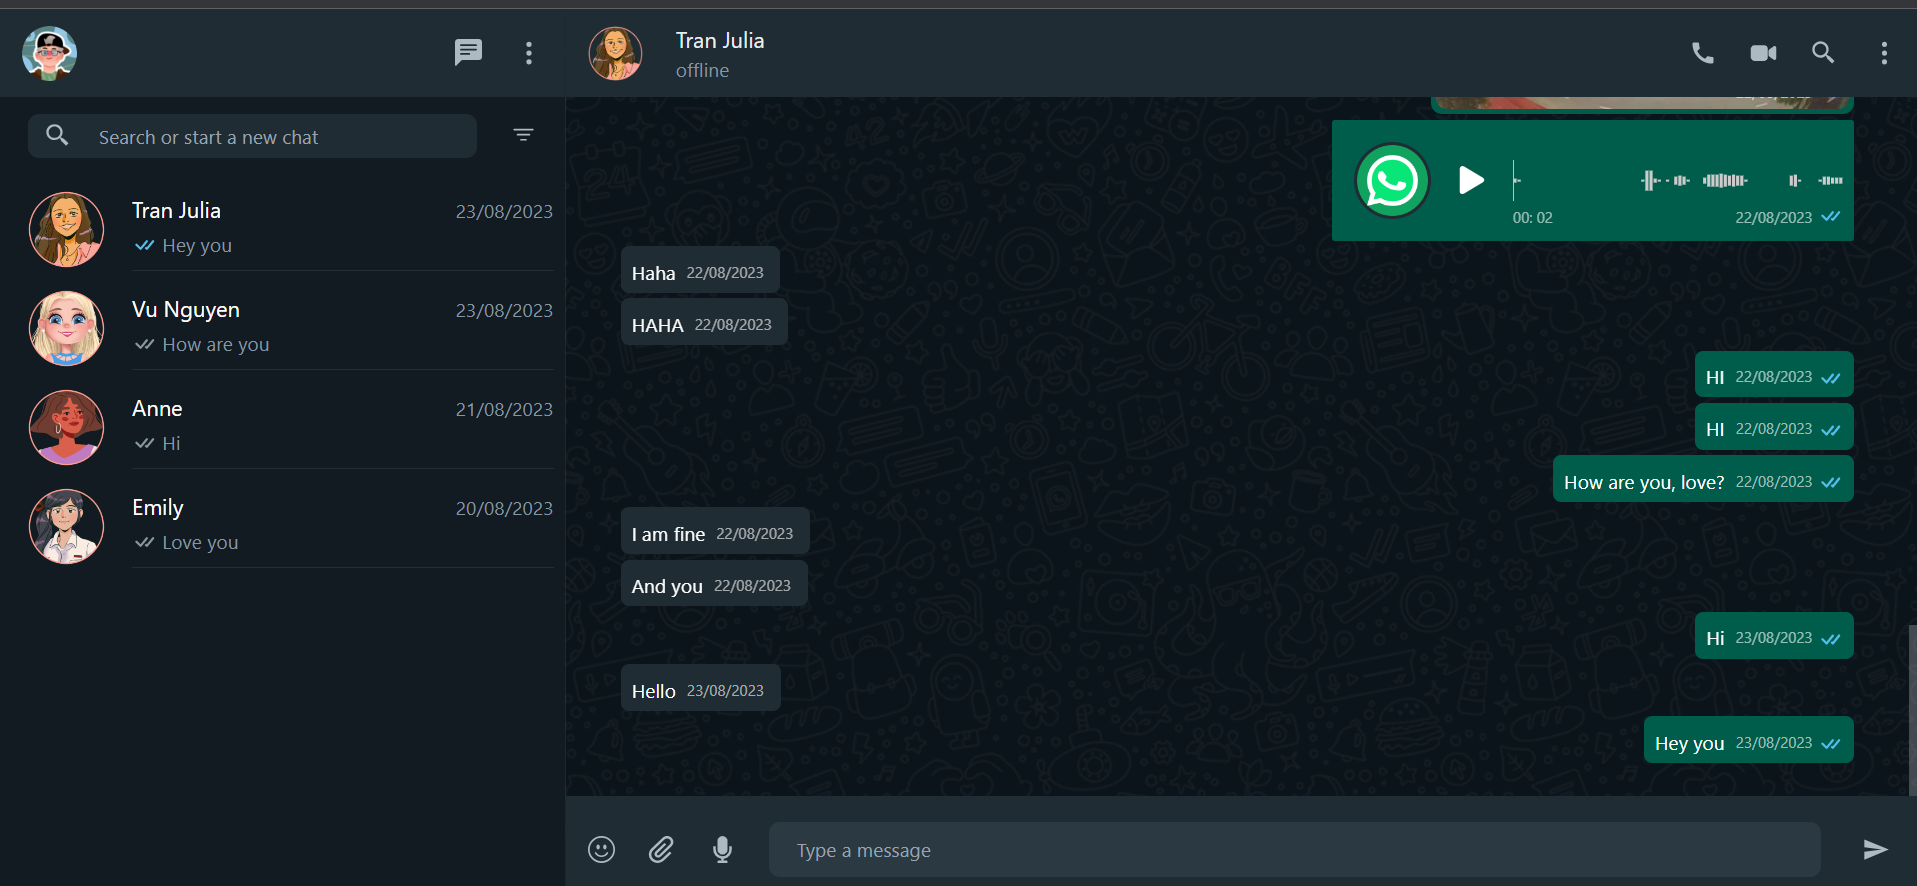 Search or start a new chat
Tran Julia 23/08/2023
Hey you
Vu Nguyen 23/08/2023
How are you
Anne 21/08/2023
Hi
Emily 20/08/2023
Love you
Tran Julia
offline
00: 02 22/08/2023
Haha 22/08/2023
HAHA 22/08/2023
HI 22/08/2023
HI 22/08/2023
How are you, love? 22/08/2023
I am fine 22/08/2023
And you 22/08/2023
Hi 23/08/2023
Hello 23/08/2023
Hey you 23/08/2023
Type a message